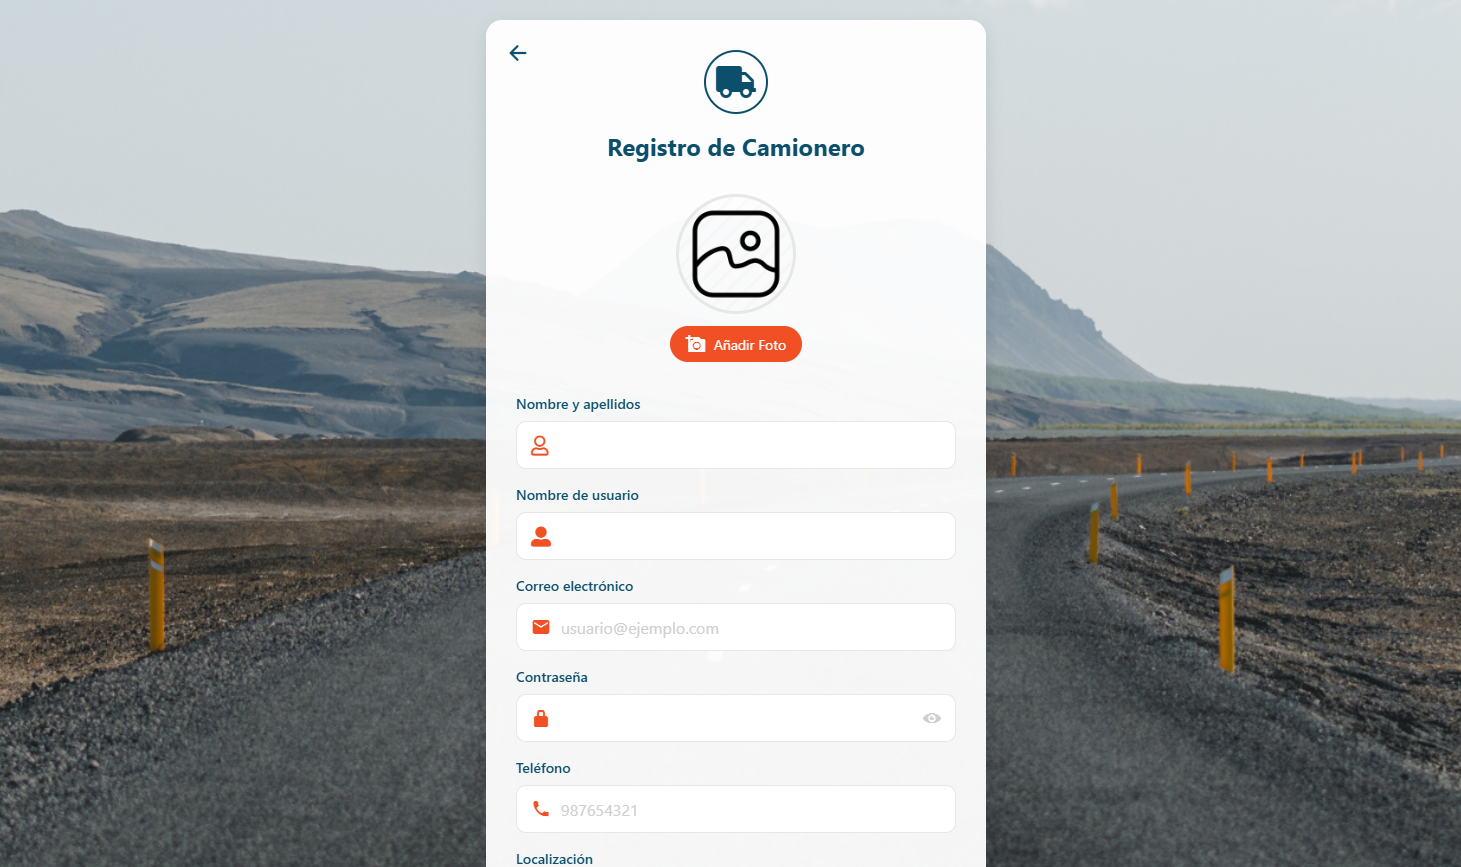 Registro de Camionero
Añadir Foto
Nombre y apellidos
Nombre de usuario
Correo electrónico
usuario@ejemplo.com
Contraseña
Teléfono
987654321
Localización